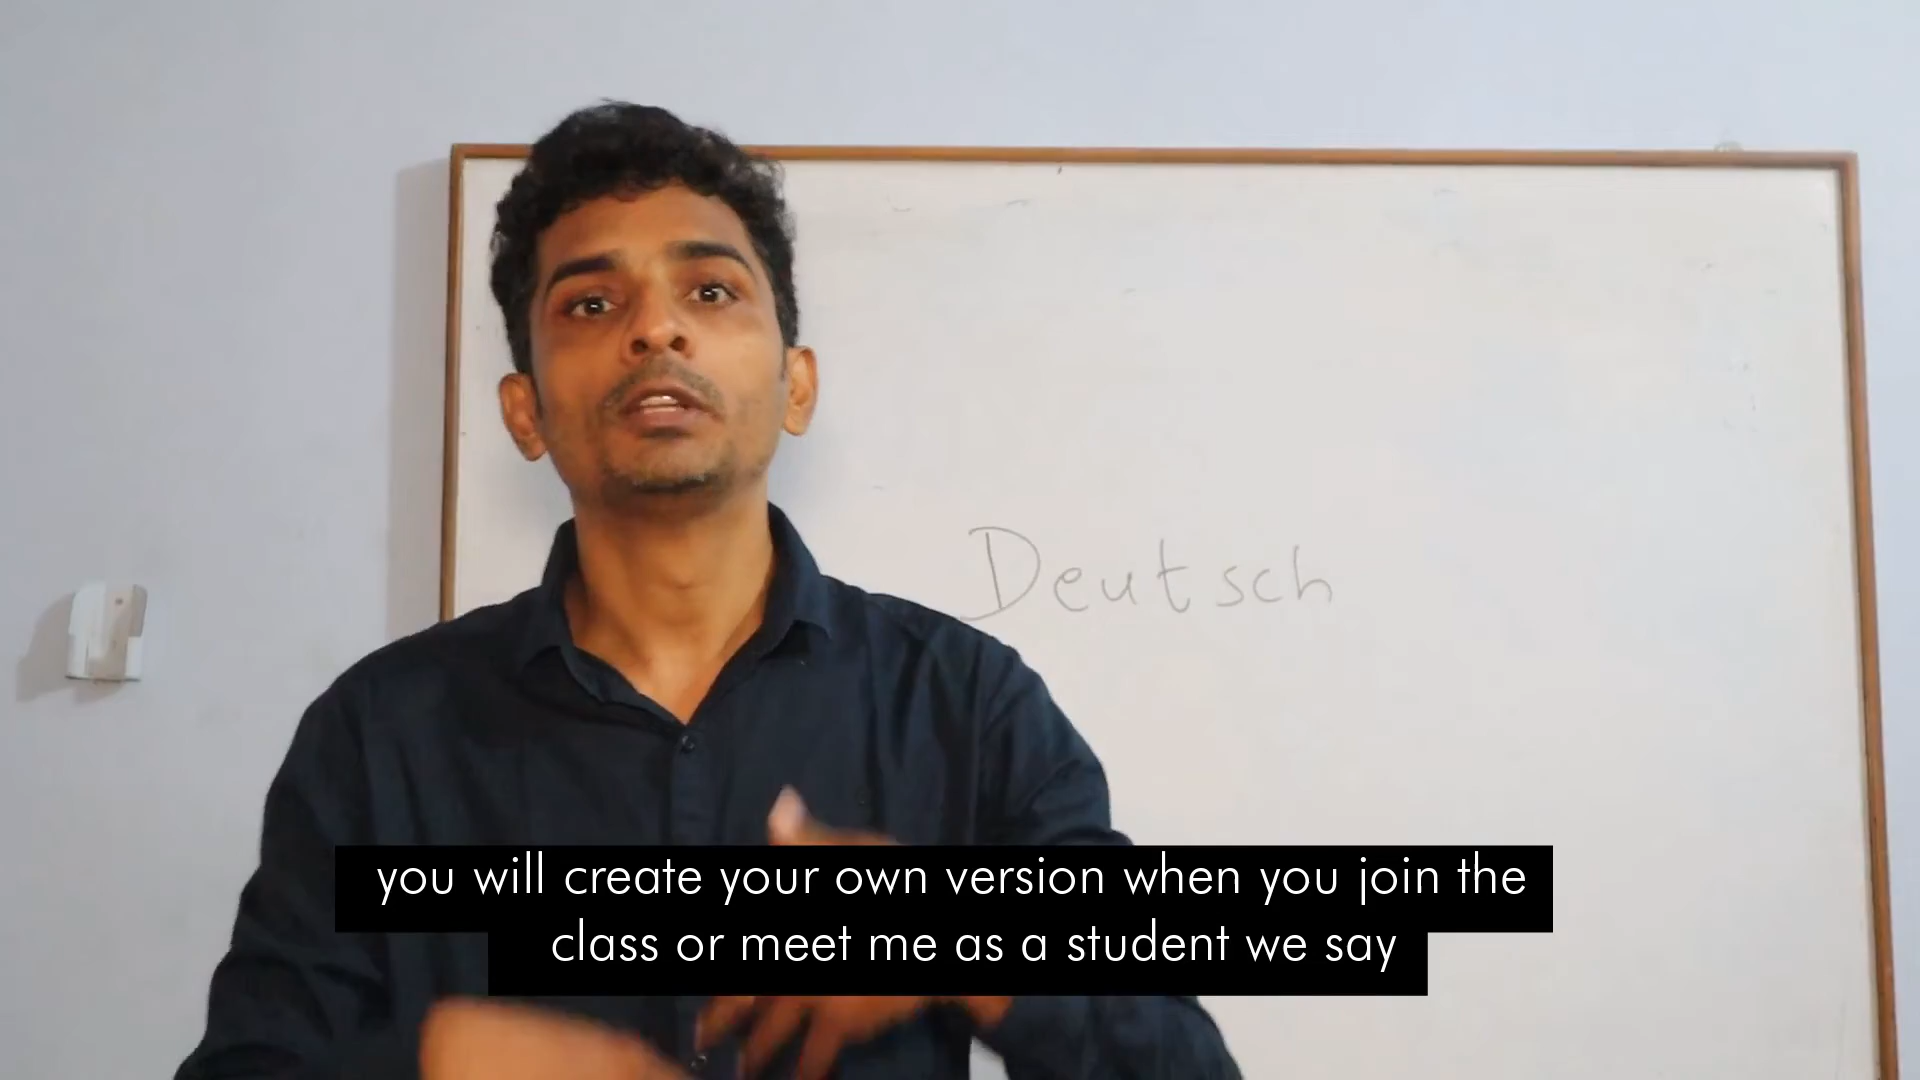 Deutsch
you will create your own version when you join the
class or meet me as a student we say